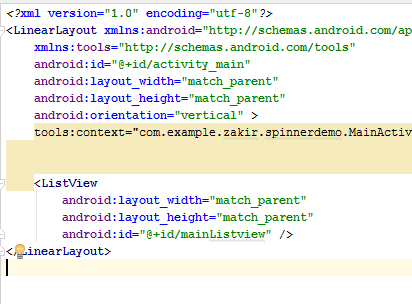 <?xml version="1.0" encoding="utf-8"?>
<LinearLayout xmlns:android="http://schemas.android.com/ap
xmlns:tools="http://schemas.android.com/tools"
android:id="@+id/activity_main"
android:layout_width="match_parent"
android:layout_height="match_parent"
android:orientation="vertical" >
tools:context="com.example.zakir.spinnerdemo.MainActiv
<ListView
android:layout_width="match_parent"
android:layout_height="match_parent"
android:id="@+id/mainListview" />
</LinearLayout>